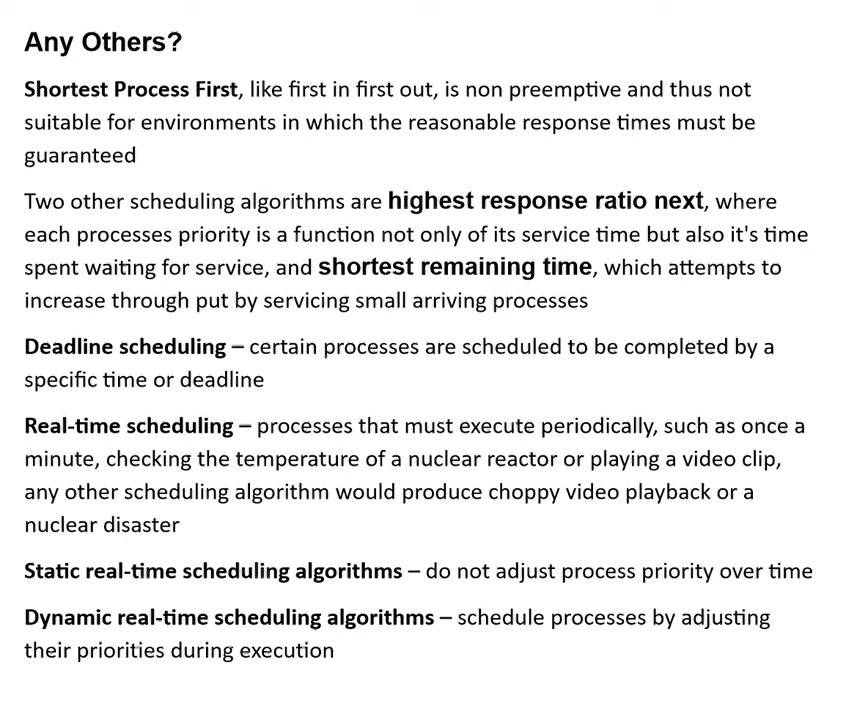 Any Others?
Shortest Process First, like first in first out, is non preemptive and thus not
suitable for environments in which the reasonable response times must be
guaranteed
Two other scheduling algorithms are highest response ratio next, where
each processes priority is a function not only of its service time but also it's time
spent waiting for service, and shortest remaining time, which attempts to
increase through put by servicing small arriving processes
Deadline scheduling – certain processes are scheduled to be completed by a
specific time or deadline
Real-time scheduling – processes that must execute periodically, such as once a
minute, checking the temperature of a nuclear reactor or playing a video clip,
any other scheduling algorithm would produce choppy video playback or a
nuclear disaster
Static real-time scheduling algorithms – do not adjust process priority over time
Dynamic real-time scheduling algorithms – schedule processes by adjusting
their priorities during execution